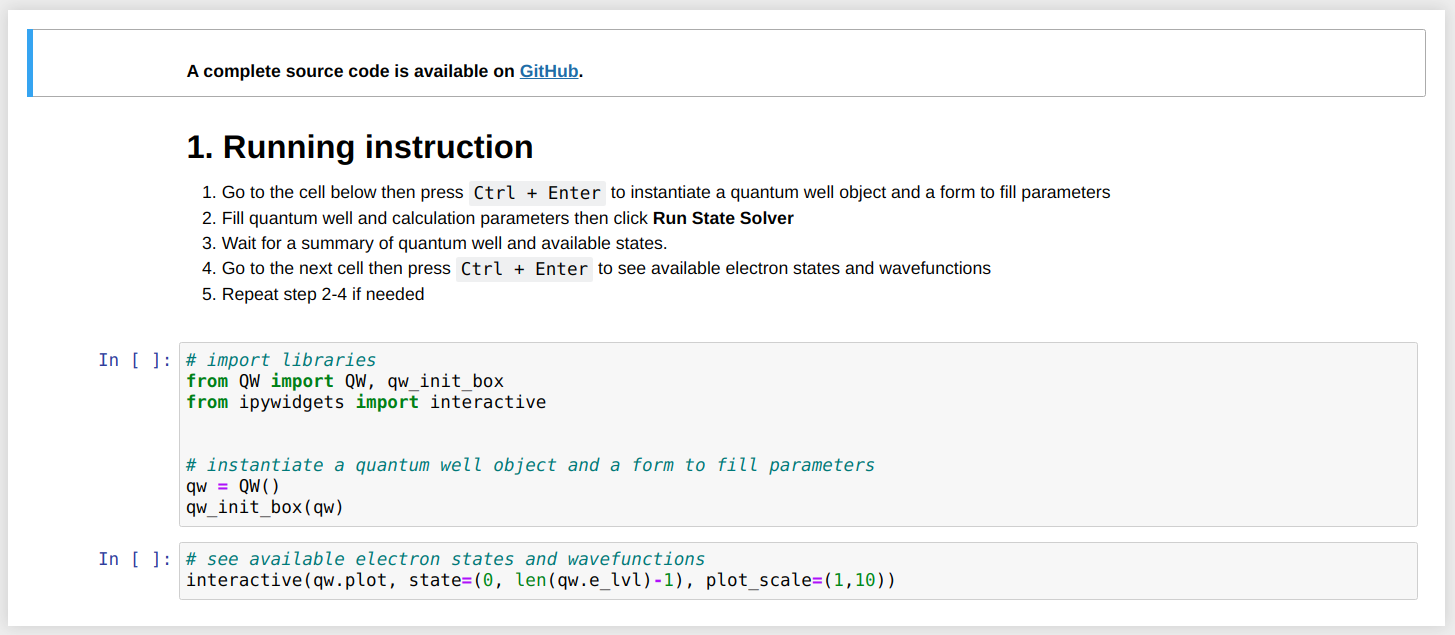 A complete source code is available on GitHub.
1. Running instruction
1. Go to the cell below then press Ctrl + Enter to instantiate a quantum well object and a form to fill parameters
2. Fill quantum well and calculation parameters then click Run State Solver
3. Wait for a summary of quantum well and available states.
4. Go to the next cell then press Ctrl + Enter to see available electron states and wavefunctions
5. Repeat step 2-4 if needed
In [ ]: # import libraries
from QW import QW, qw_init_box
from ipywidgets import interactive
# instantiate a quantum well object and a form to fill parameters
qw = QW()
qw_init_box(qw)
In [ ]: # see available electron states and wavefunctions
interactive(qw.plot, state=(0, len(qw.e_lvl)-1), plot_scale=(1,10))